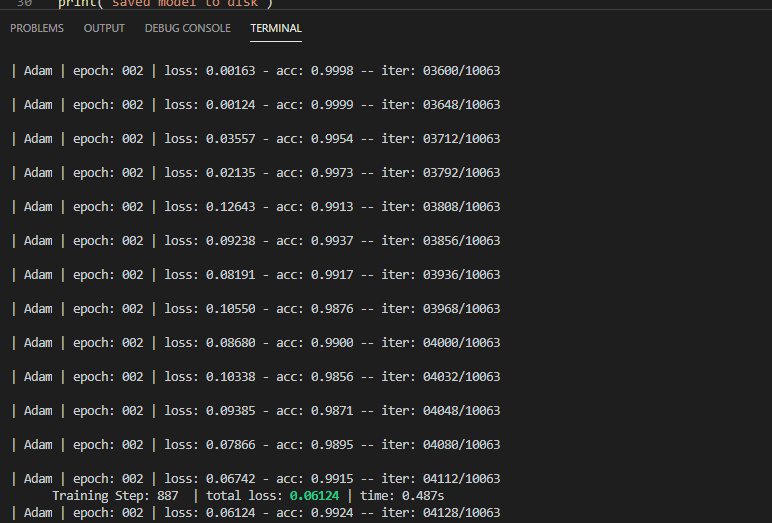 30 print("saved model to disk")
PROBLEMS OUTPUT DEBUG CONSOLE TERMINAL
| Adam | epoch: 002 | loss: 0.00163 - acc: 0.9998 -- iter: 03600/10063
| Adam | epoch: 002 | loss: 0.00124 - acc: 0.9999 -- iter: 03648/10063
| Adam | epoch: 002 | loss: 0.03557 - acc: 0.9954 -- iter: 03712/10063
| Adam | epoch: 002 | loss: 0.02135 - acc: 0.9973 -- iter: 03792/10063
| Adam | epoch: 002 | loss: 0.12643 - acc: 0.9913 -- iter: 03808/10063
| Adam | epoch: 002 | loss: 0.09238 - acc: 0.9937 -- iter: 03856/10063
| Adam | epoch: 002 | loss: 0.08191 - acc: 0.9917 -- iter: 03936/10063
| Adam | epoch: 002 | loss: 0.10550 - acc: 0.9876 -- iter: 03968/10063
| Adam | epoch: 002 | loss: 0.08680 - acc: 0.9900 -- iter: 04000/10063
| Adam | epoch: 002 | loss: 0.10338 - acc: 0.9856 -- iter: 04032/10063
| Adam | epoch: 002 | loss: 0.09385 - acc: 0.9871 -- iter: 04048/10063
| Adam | epoch: 002 | loss: 0.07866 - acc: 0.9895 -- iter: 04080/10063
| Adam | epoch: 002 | loss: 0.06742 - acc: 0.9915 -- iter: 04112/10063
Training Step: 887 | total loss: 0.06124 | time: 0.487s
| Adam | epoch: 002 | loss: 0.06124 - acc: 0.9924 -- iter: 04128/10063